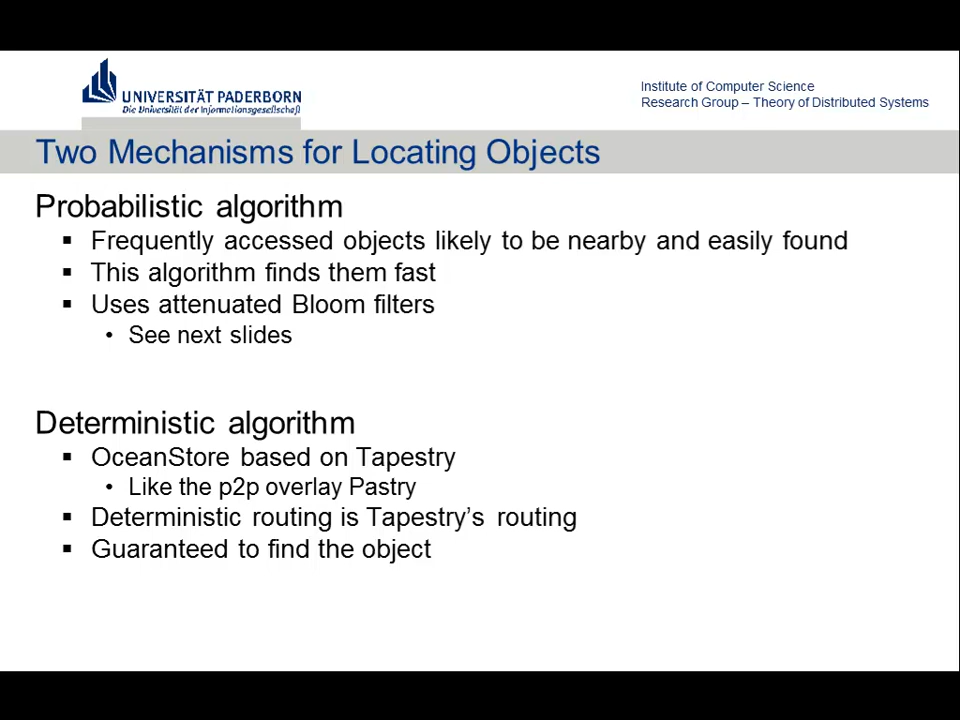 UNIVERSITÄT PADERBORN
Die Universität der Informationsgesellschaft
Institute of Computer Science
Research Group – Theory of Distributed Systems
Two Mechanisms for Locating Objects
Probabilistic algorithm
▪ Frequently accessed objects likely to be nearby and easily found
▪ This algorithm finds them fast
▪ Uses attenuated Bloom filters
• See next slides
Deterministic algorithm
▪ OceanStore based on Tapestry
• Like the p2p overlay Pastry
▪ Deterministic routing is Tapestry’s routing
▪ Guaranteed to find the object